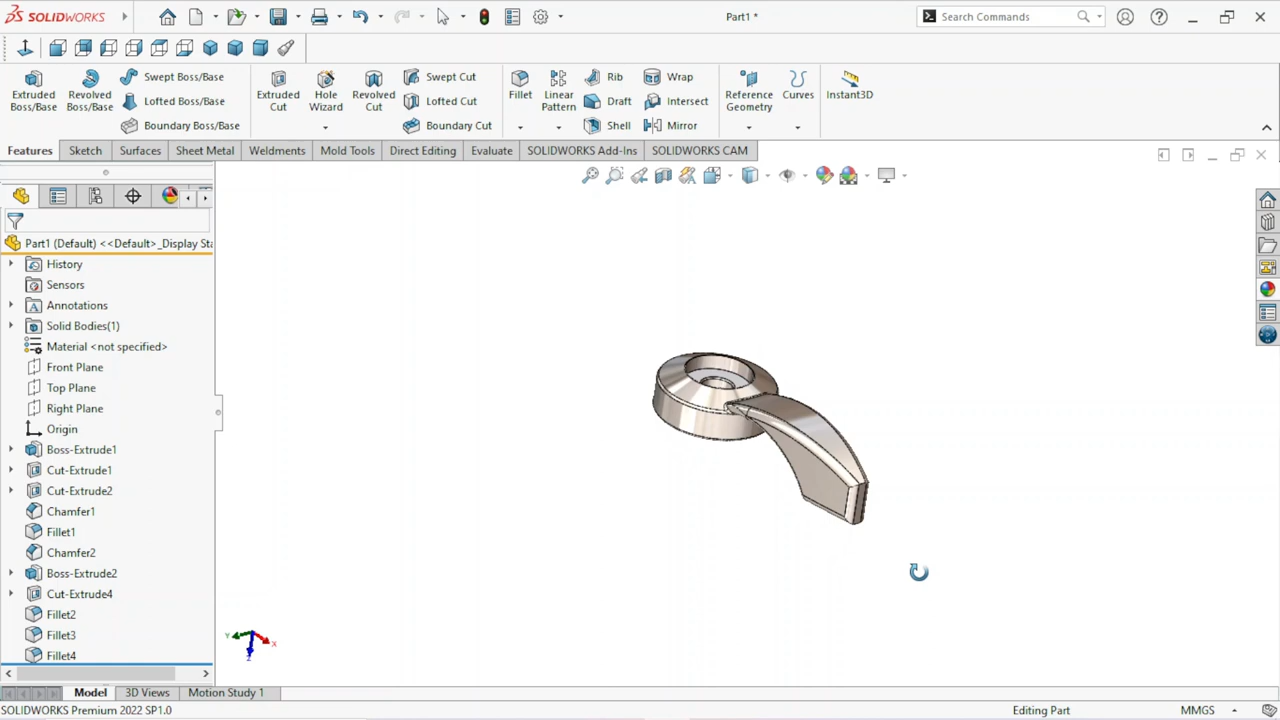 SOLIDWORKS
Part1 *
Search Commands
Extruded Boss/Base
Revolved Boss/Base
Swept Boss/Base
Lofted Boss/Base
Boundary Boss/Base
Extruded Cut
Hole Wizard
Revolved Cut
Swept Cut
Lofted Cut
Boundary Cut
Fillet
Linear Pattern
Rib
Draft
Shell
Wrap
Intersect
Mirror
Reference Geometry
Curves
Instant3D
Features
Sketch
Surfaces
Sheet Metal
Weldments
Mold Tools
Direct Editing
Evaluate
SOLIDWORKS Add-Ins
SOLIDWORKS CAM
Part1 (Default) <<Default>_Display Sta
History
Sensors
Annotations
Solid Bodies(1)
Material <not specified>
Front Plane
Top Plane
Right Plane
Origin
Boss-Extrude1
Cut-Extrude1
Cut-Extrude2
Chamfer1
Fillet1
Chamfer2
Boss-Extrude2
Cut-Extrude4
Fillet2
Fillet3
Fillet4
Y
X
Z
Model
3D Views
Motion Study 1
SOLIDWORKS Premium 2022 SP1.0
Editing Part
MMGS